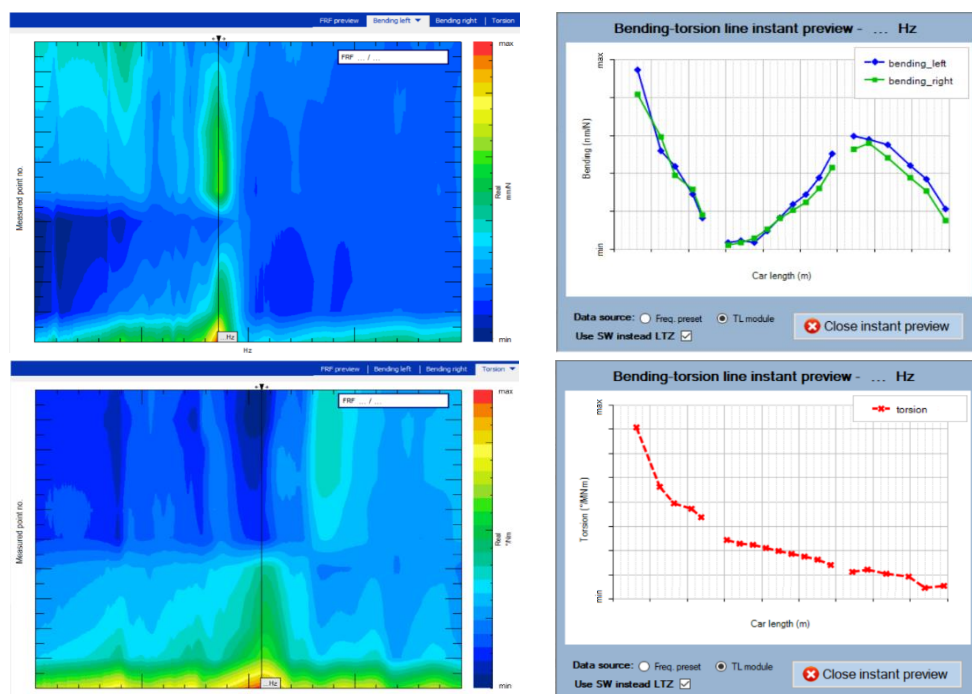 FRF preview | Bending left ▼ | Bending right | Torsion
FRF ... / ...
max
Real
mm/N
min
Measured point no.
...Hz
Hz
Bending-torsion line instant preview - ... Hz
max
bending_left
bending_right
Bending (nm/N)
min
Car length (m)
Data source: Freq. preset TL module
Use SW instead LTZ
Close instant preview
FRF preview | Bending left | Bending right | Torsion ▼
FRF ... / ...
max
Real
°/Nm
min
Measured point no.
...Hz
Bending-torsion line instant preview - ... Hz
max
torsion
Torsion (°/MNm)
min
Car length (m)
Data source: Freq. preset TL module
Use SW instead LTZ
Close instant preview